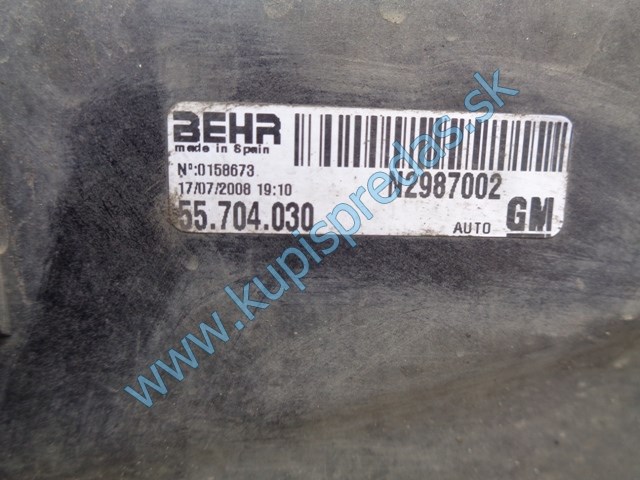 BEHR
made in Spain
Nº:0158673
17/07/2008 19:10
N2987002
55.704.030
AUTO GM
www.kupispredas.sk